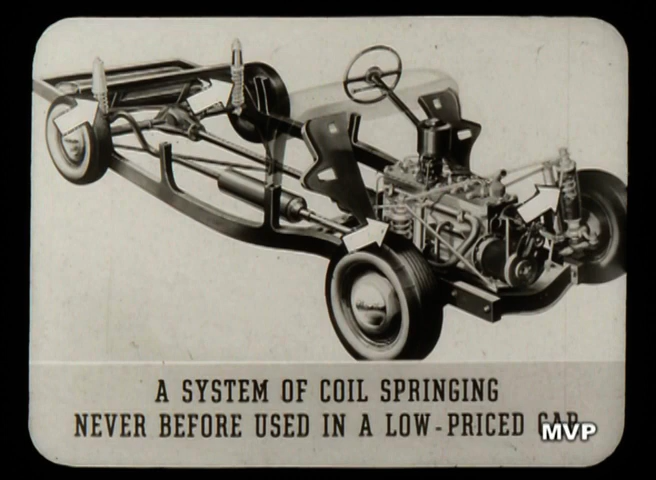 A SYSTEM OF COIL SPRINGING
NEVER BEFORE USED IN A LOW-PRICED
MVP